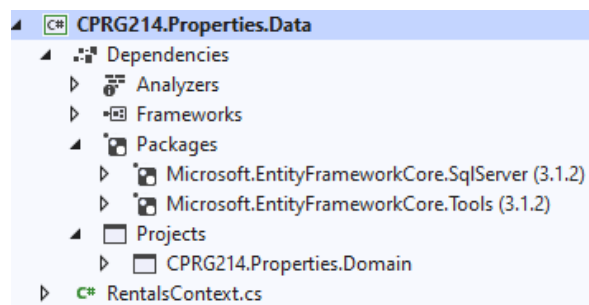 C# CPRG214.Properties.Data
Dependencies
Analyzers
Frameworks
Packages
Microsoft.EntityFrameworkCore.SqlServer (3.1.2)
Microsoft.EntityFrameworkCore.Tools (3.1.2)
Projects
CPRG214.Properties.Domain
C# RentalsContext.cs